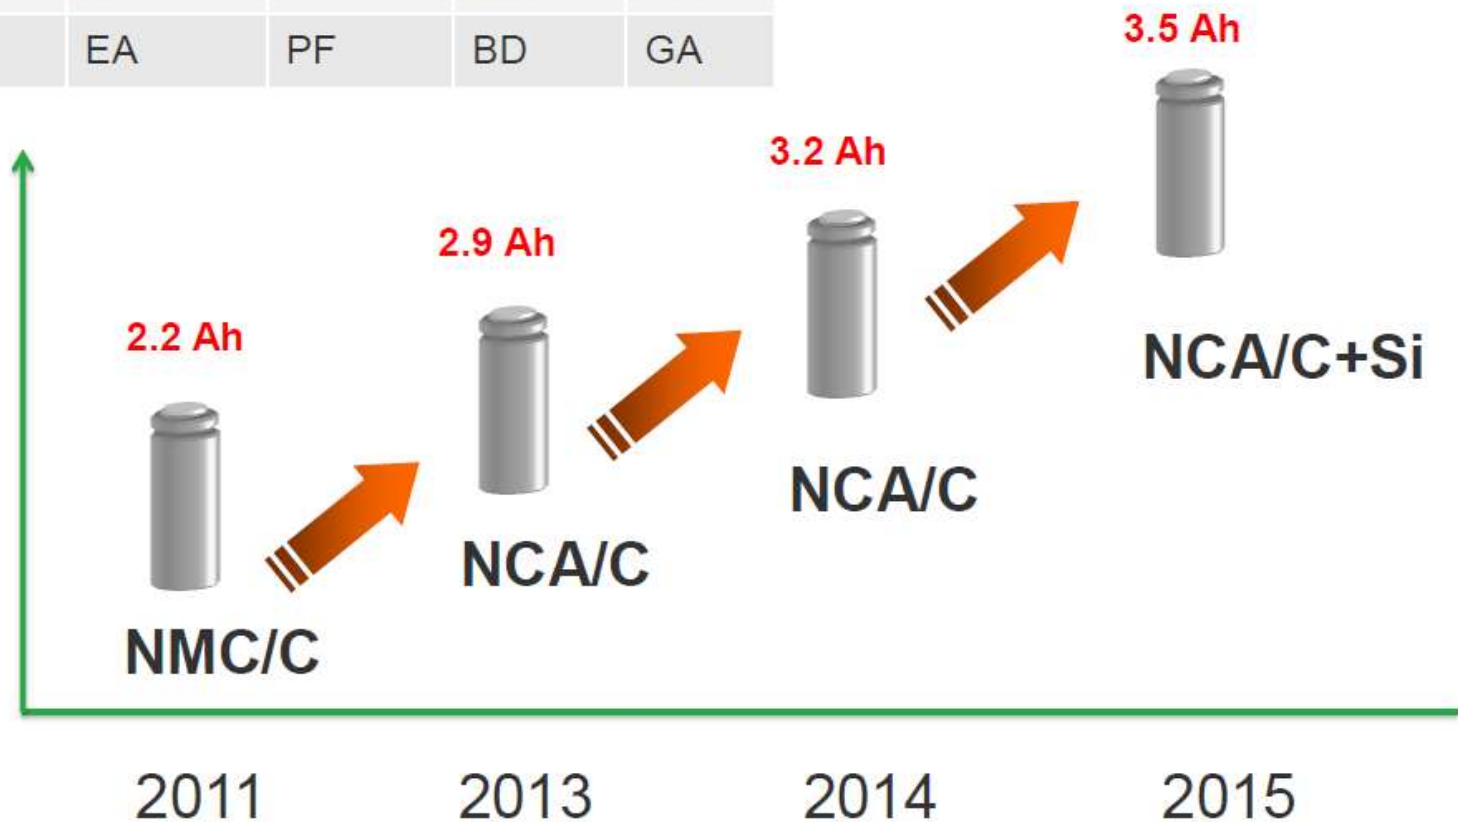 EA PF BD GA
3.5 Ah
3.2 Ah
2.9 Ah
2.2 Ah
NCA/C+Si
NCA/C
NCA/C
NMC/C
2011 2013 2014 2015